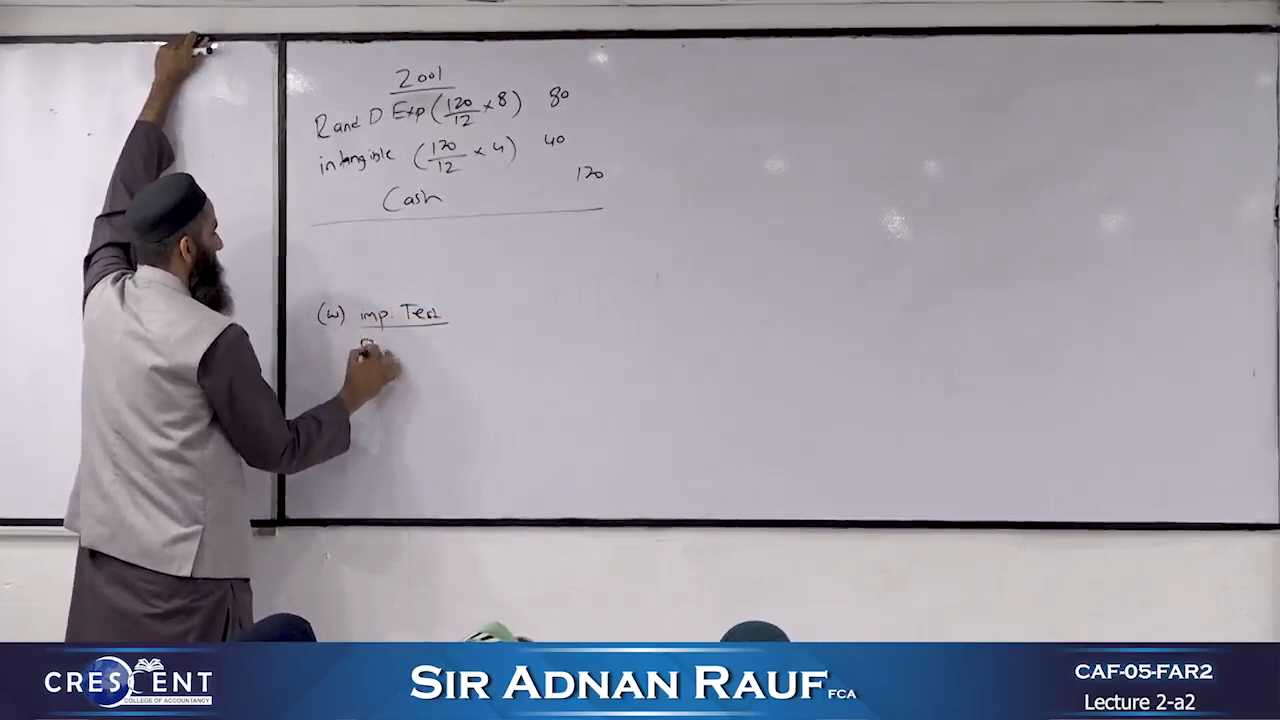 2001
R and D Exp (120/12 × 8) 80
intangible (120/12 × 4) 40
Cash 120
(W) imp. Test
CRESCENT
COLLEGE OF ACCOUNTANCY
SIR ADNAN RAUF FCA
CAF-05-FAR2
Lecture 2-a2